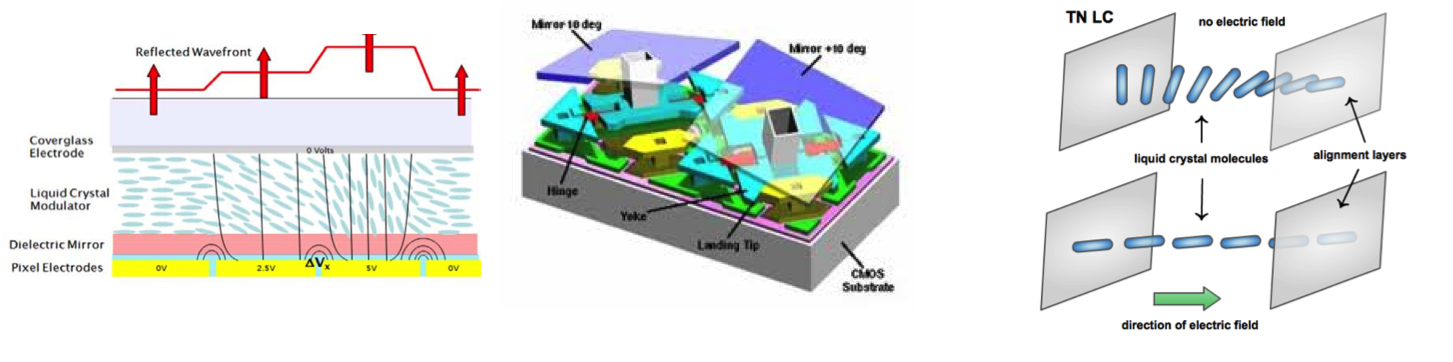 Reflected Wavefront
Coverglass
Electrode
0 Volts
Liquid Crystal
Modulator
Dielectric Mirror
Pixel Electrodes
0V
2.5V
ΔVx
5V
0V
Mirror -10 deg
Mirror +10 deg
Hinge
Yoke
Landing Tip
CMOS
Substrate
TN LC
no electric field
liquid crystal molecules
alignment layers
direction of electric field